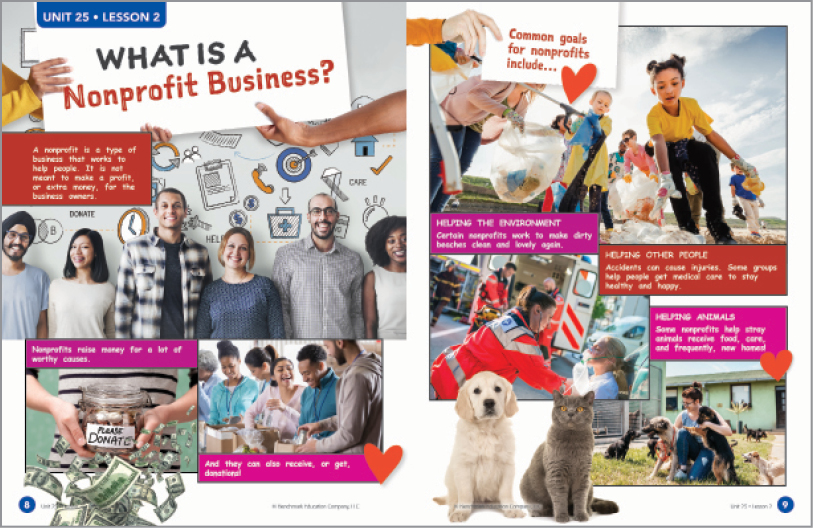 UNIT 25 • LESSON 2
WHAT IS A
Nonprofit Business?
A nonprofit is a type of
business that works to
help people. It is not
meant to make a profit,
or extra money, for the
business owners.
DONATE
B
HELP
CARE
Nonprofits raise money for a lot of
worthy causes.
PLEASE
DONATE
And they can also receive, or get,
donations!
8
© Benchmark Education Company, LLC
Common goals
for nonprofits
include...
HELPING THE ENVIRONMENT
Certain nonprofits work to make dirty
beaches clean and lovely again.
HELPING OTHER PEOPLE
Accidents can cause injuries. Some groups
help people get medical care to stay
healthy and happy.
HELPING ANIMALS
Some nonprofits help stray
animals receive food, care,
and frequently, new homes!
© Benchmark Education Company
Unit 25 • Lesson 2
9